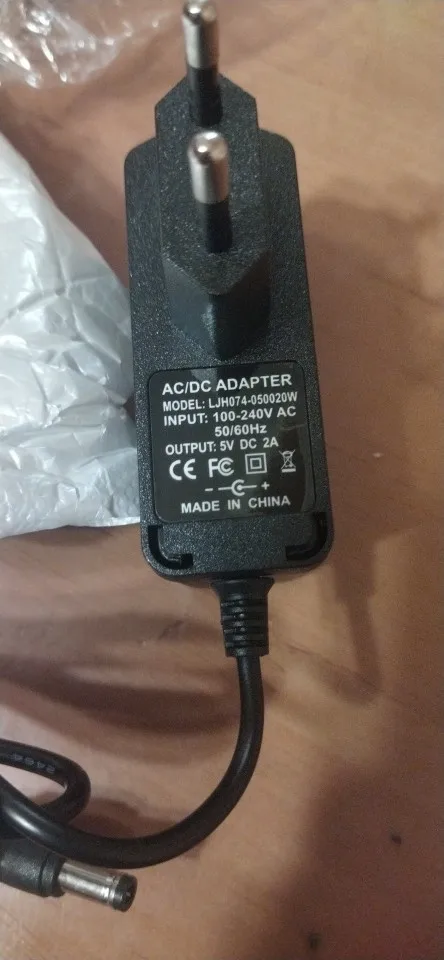 AC/DC ADAPTER
MODEL: LJH074-050020W
INPUT: 100-240V AC
50/60Hz
OUTPUT: 5V DC 2A
CE FC
- +
MADE IN CHINA